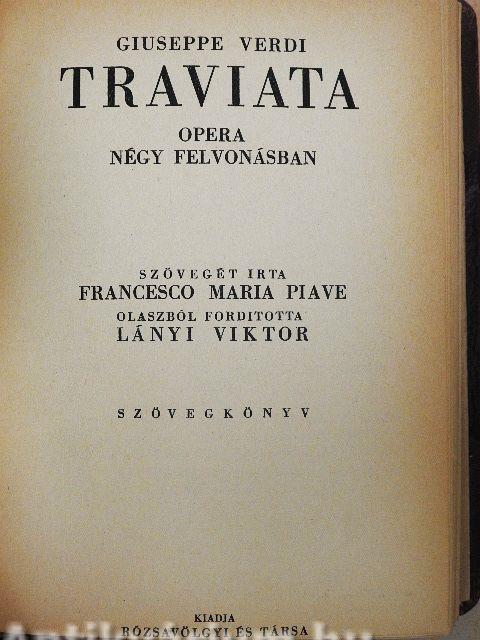 GIUSEPPE VERDI
TRAVIATA
OPERA
NÉGY FELVONÁSBAN
SZÖVEGÉT IRTA
FRANCESCO MARIA PIAVE
OLASZBÓL FORDITOTTA
LÁNYI VIKTOR
SZÖVEGKÖNYV
KIADJA
RÓZSAVÖLGYI ÉS TÁRSA